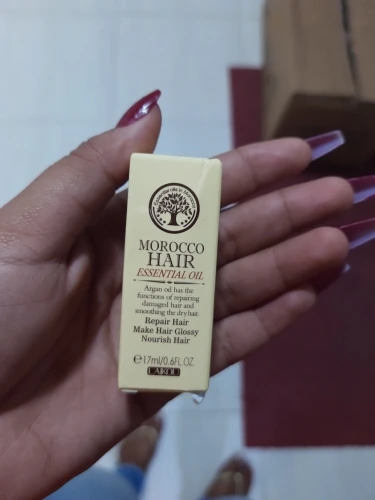 MOROCCO
HAIR
ESSENTIAL OIL
Argan oil has the
functions of repairing
damaged hair and
smoothing the dry hair.
Repair Hair
Make Hair Glossy
Nourish Hair
℮17ml/0.6FL.OZ
LAIKOU